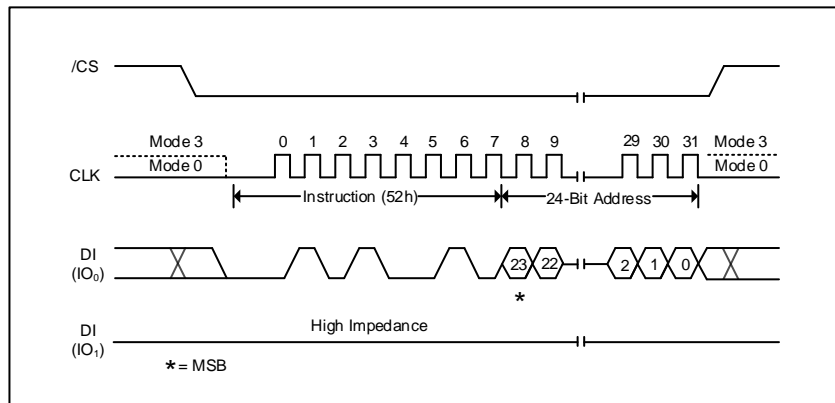 /CS
0 1 2 3 4 5 6 7 8 9 29 30 31
Mode 3 Mode 3
Mode 0 Mode 0
CLK
Instruction (52h) 24-Bit Address
DI
(IO₀)
23 22 2 1 0
*
High Impedance
DI
(IO₁)
* = MSB